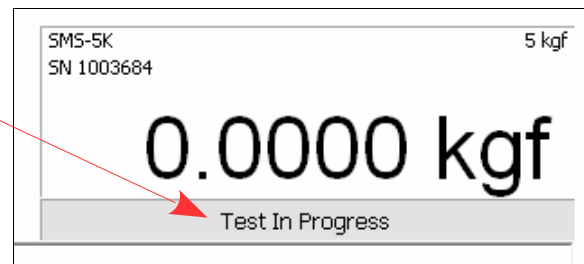 SMS-5K 5 kgf
SN 1003684
0.0000 kgf
Test In Progress